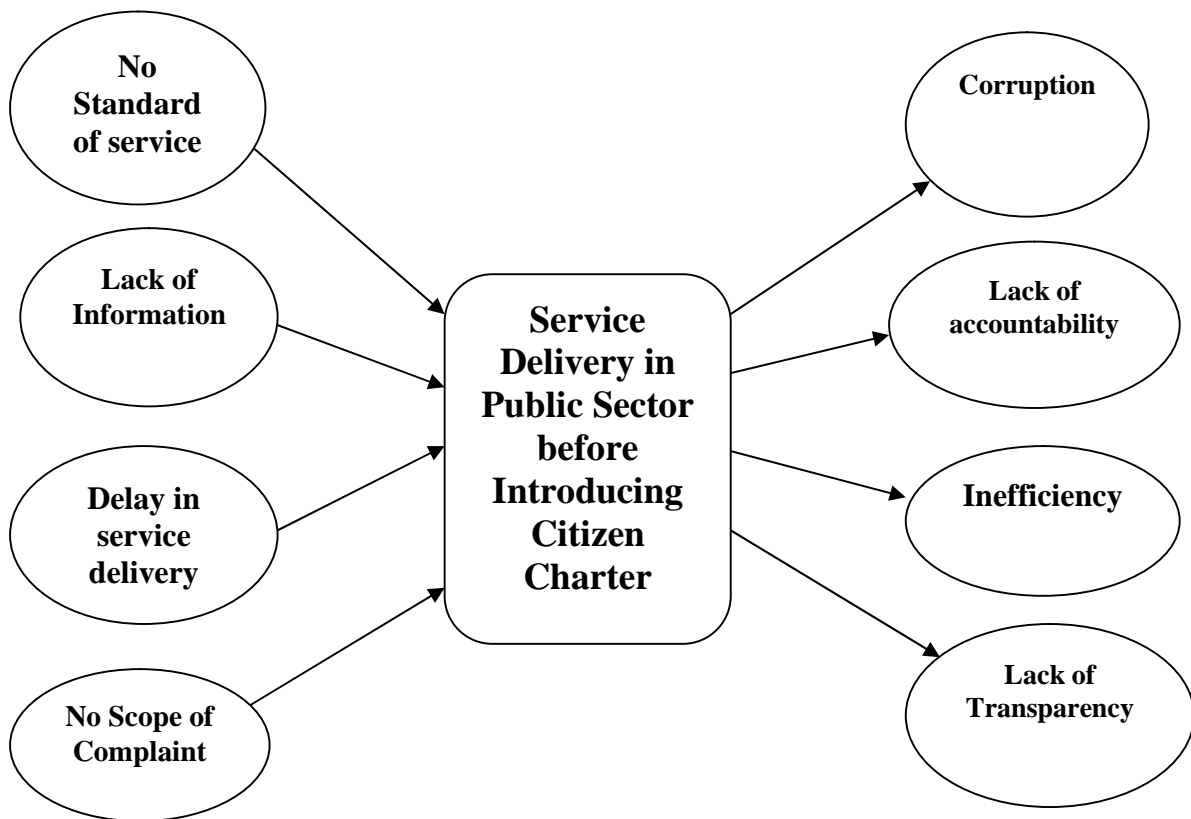 No
Standard
of service
Lack of
Information
Delay in
service
delivery
No Scope of
Complaint
Service
Delivery in
Public Sector
before
Introducing
Citizen
Charter
Corruption
Lack of
accountability
Inefficiency
Lack of
Transparency